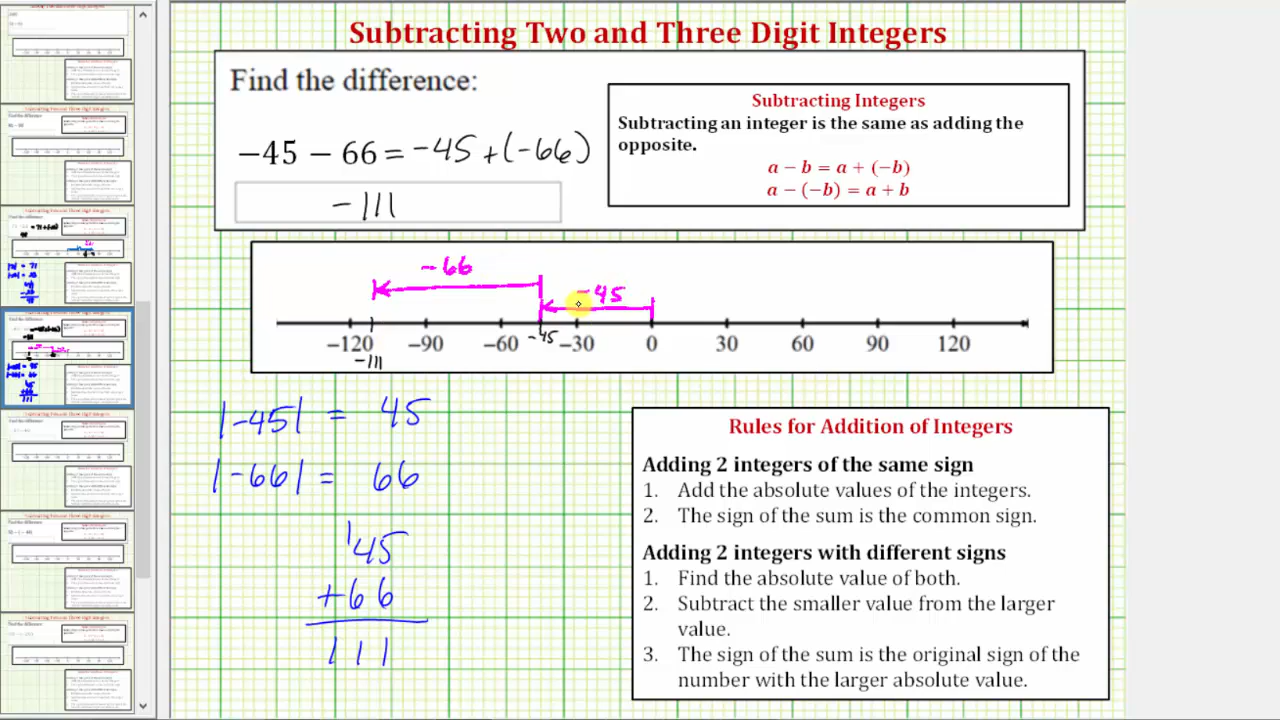 Subtracting Two and Three Digit Integers
Find the difference:
−45 − 66 = −45 + (−66)
−111
Subtracting Integers
Subtracting an integer is the same as adding the
opposite.
a − b = a + (−b)
a − (−b) = a + b
−66
−45
−120 −90 −60 −45 −30 0 30 60 90 120
−111
|−45| = 45
|−66| = 66
1
45
+66
111
Rules for Addition of Integers
Adding 2 integers of the same sign
1. Add the absolute values of the integers.
2. The sign of the sum is the common sign.
Adding 2 integers with different signs
1. Find the absolute value of both.
2. Subtract the smaller value from the larger
value.
3. The sign of the sum is the original sign of the
number with the larger absolute value.